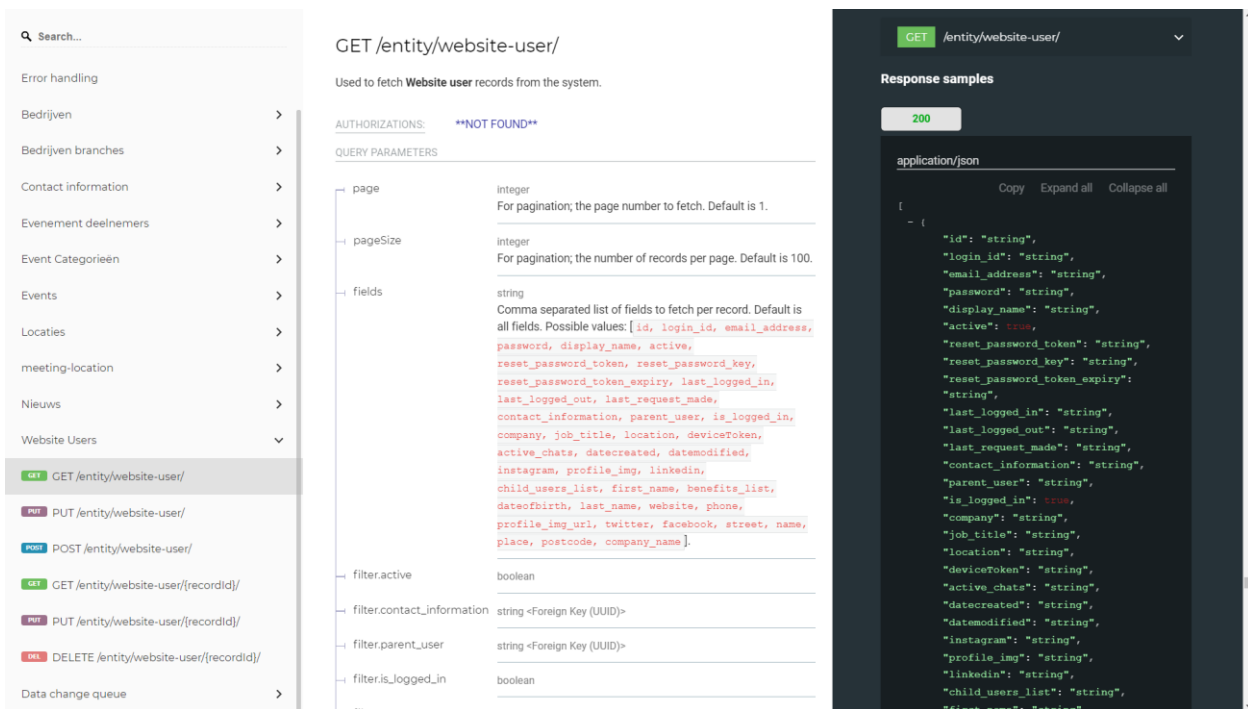 Search...
Error handling
Bedrijven
Bedrijven branches
Contact information
Evenement deelnemers
Event Categorieën
Events
Locaties
meeting-location
Nieuws
Website Users
GET GET /entity/website-user/
PUT PUT /entity/website-user/
POST POST /entity/website-user/
GET GET /entity/website-user/{recordId}/
PUT PUT /entity/website-user/{recordId}/
DEL DELETE /entity/website-user/{recordId}/
Data change queue
GET /entity/website-user/
Used to fetch Website user records from the system.
AUTHORIZATIONS: **NOT FOUND**
QUERY PARAMETERS
page
integer
For pagination; the page number to fetch. Default is 1.
pageSize
integer
For pagination; the number of records per page. Default is 100.
fields
string
Comma separated list of fields to fetch per record. Default is
all fields. Possible values: [ id, login_id, email_address,
password, display_name, active,
reset_password_token, reset_password_key,
reset_password_token_expiry, last_logged_in,
last_logged_out, last_request_made,
contact_information, parent_user, is_logged_in,
company, job_title, location, deviceToken,
active_chats, datecreated, datemodified,
instagram, profile_img, linkedin,
child_users_list, first_name, benefits_list,
dateofbirth, last_name, website, phone,
profile_img_url, twitter, facebook, street, name,
place, postcode, company_name ].
filter.active boolean
filter.contact_information string <Foreign Key (UUID)>
filter.parent_user string <Foreign Key (UUID)>
filter.is_logged_in boolean
GET /entity/website-user/
Response samples
200
application/json
Copy Expand all Collapse all
[
- {
"id": "string",
"login_id": "string",
"email_address": "string",
"password": "string",
"display_name": "string",
"active": true,
"reset_password_token": "string",
"reset_password_key": "string",
"reset_password_token_expiry":
"string",
"last_logged_in": "string",
"last_logged_out": "string",
"last_request_made": "string",
"contact_information": "string",
"parent_user": "string",
"is_logged_in": true,
"company": "string",
"job_title": "string",
"location": "string",
"deviceToken": "string",
"active_chats": "string",
"datecreated": "string",
"datemodified": "string",
"instagram": "string",
"profile_img": "string",
"linkedin": "string",
"child_users_list": "string",
"first_name": "string",